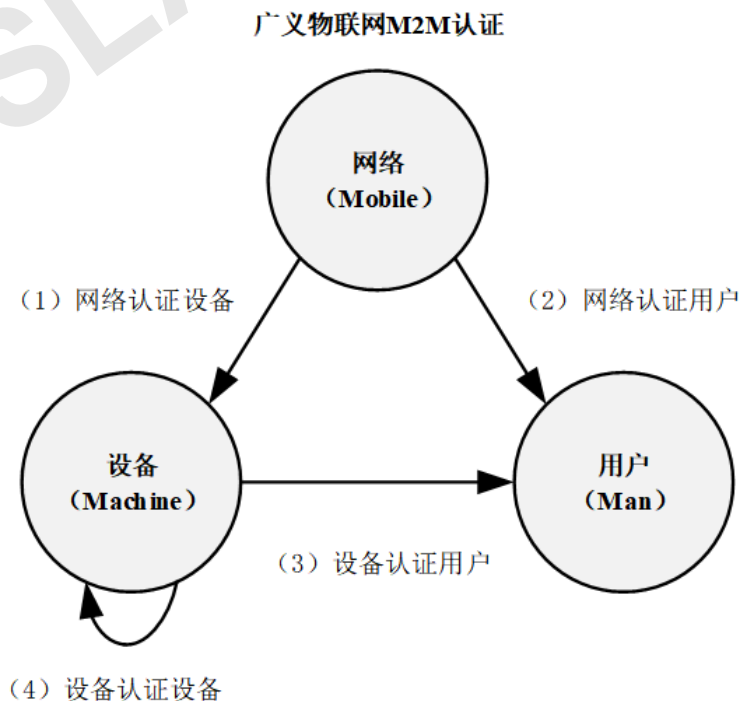 广义物联网M2M认证
网络
（Mobile）
（1）网络认证设备
（2）网络认证用户
设备
（Machine）
用户
（Man）
（3）设备认证用户
（4）设备认证设备